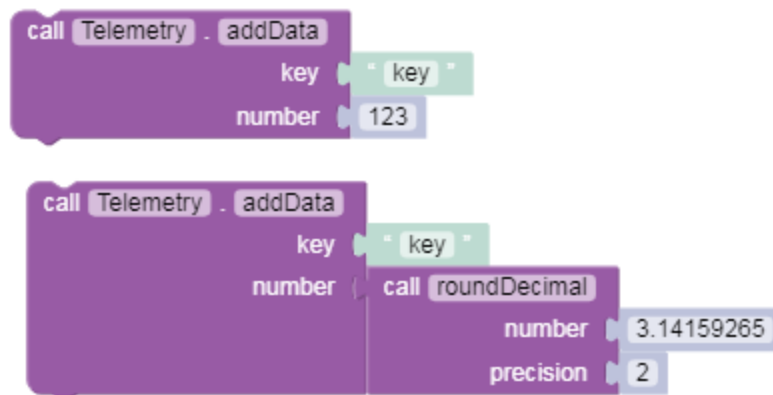 call Telemetry . addData
key “ key ”
number 123
call Telemetry . addData
key “ key ”
number call roundDecimal
number 3.14159265
precision 2